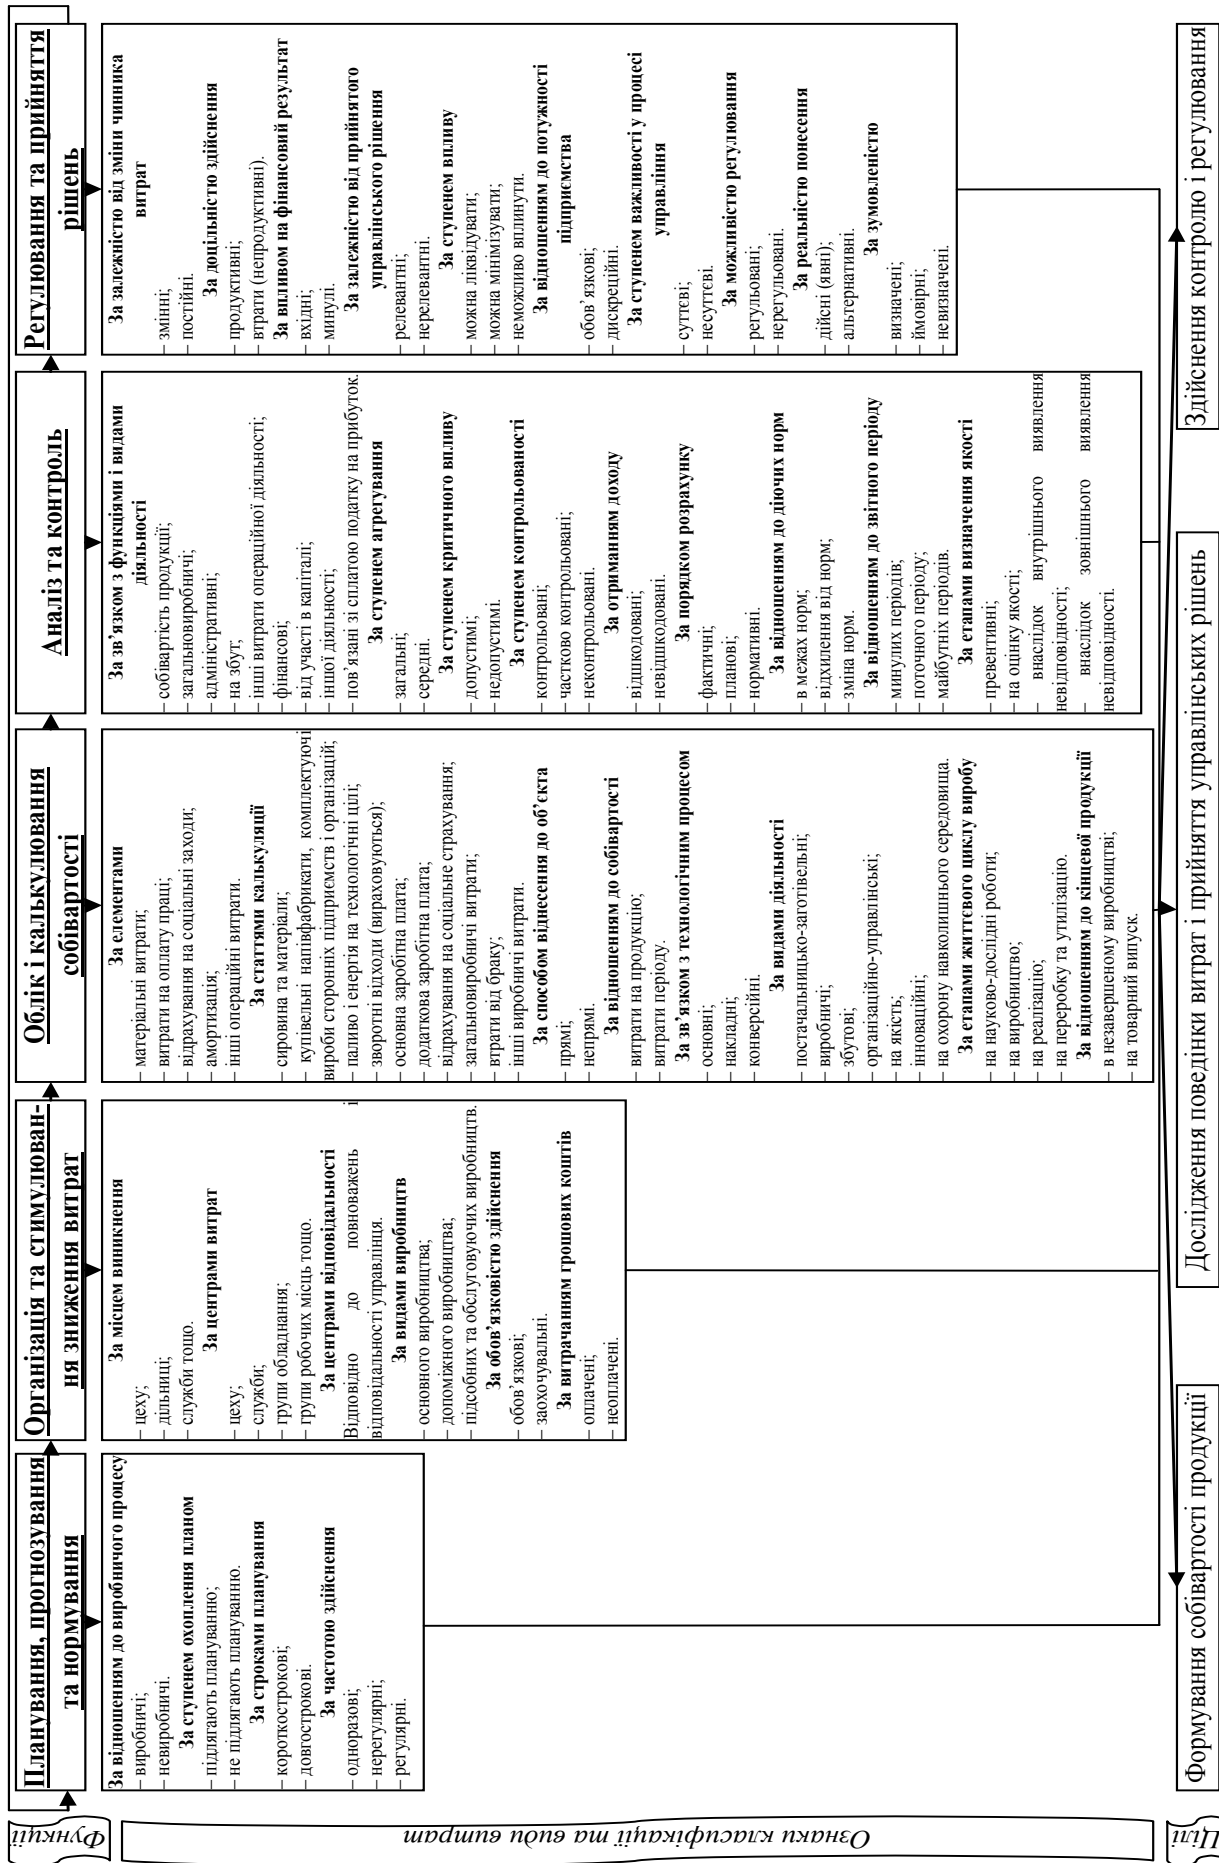 Функції
Планування, прогнозування
та нормування
Організація та стимулюван-
ня зниження витрат
Облік і калькулювання
собівартості
Аналіз та контроль
Регулювання та прийняття
рішень
Ознаки класифікації та види витрат
За відношенням до виробничого процесу
– виробничі;
– невиробничі.
За ступенем охоплення планом
– підлягають плануванню;
– не підлягають плануванню.
За строками планування
– короткострокові;
– довгострокові.
За частотою здійснення
– одноразові;
– нерегулярні;
– регулярні.
За місцем виникнення
– цеху;
– дільниці;
– служби тощо.
За центрами витрат
– цеху;
– служби;
– групи обладнання;
– групи робочих місць тощо.
За центрами відповідальності
Відповідно до повноважень і
відповідальності управлінця.
За видами виробництв
– основного виробництва;
– допоміжного виробництва;
– підсобних та обслуговуючих виробництв.
За обов’язковістю здійснення
– обов’язкові;
– заохочувальні.
За витрачанням грошових коштів
– оплачені;
– неоплачені.
За елементами
– матеріальні витрати;
– витрати на оплату праці;
– відрахування на соціальні заходи;
– амортизація;
– інші операційні витрати.
За статтями калькуляції
– сировина та матеріали;
– купівельні напівфабрикати, комплектуючі
вироби сторонніх підприємств і організацій;
– паливо і енергія на технологічні цілі;
– зворотні відходи (вираховуються);
– основна заробітна плата;
– додаткова заробітна плата;
– відрахування на соціальне страхування;
– загальновиробничі витрати;
– втрати від браку;
– інші виробничі витрати.
За способом віднесення до об’єкта
– прямі;
– непрямі.
За відношенням до собівартості
– витрати на продукцію;
– витрати періоду.
За зв’язком з технологічним процесом
– основні;
– накладні;
– конверсійні.
За видами діяльності
– постачальницько-заготівельні;
– виробничі;
– збутові;
– організаційно-управлінські;
– на якість;
– інноваційні;
– на охорону навколишнього середовища.
За етапами життєвого циклу виробу
– на науково-дослідні роботи;
– на виробництво;
– на реалізацію;
– на переробку та утилізацію.
За відношенням до кінцевої продукції
– в незавершеному виробництві;
– на товарний випуск.
За зв’язком з функціями і видами
діяльності
– собівартість продукції;
– загальновиробничі;
– адміністративні;
– на збут;
– інші витрати операційної діяльності;
– фінансові;
– від участі в капіталі;
– іншої діяльності;
– пов’язані зі сплатою податку на прибуток.
За ступенем агрегування
– загальні;
– середні.
За ступенем критичного впливу
– допустимі;
– недопустимі.
За ступенем контрольованості
– контрольовані;
– частково контрольовані;
– неконтрольовані.
За отриманням доходу
– відшкодовані;
– невідшкодовані.
За порядком розрахунку
– фактичні;
– планові;
– нормативні.
За відношенням до діючих норм
– в межах норм;
– відхилення від норм;
– зміна норм.
За відношенням до звітного періоду
– минулих періодів;
– поточного періоду;
– майбутніх періодів.
За етапами визначення якості
– превентивні;
– на оцінку якості;
– внаслідок внутрішнього виявлення
невідповідності;
– внаслідок зовнішнього виявлення
невідповідності.
За залежністю від зміни чинника
витрат
– змінні;
– постійні.
За доцільністю здійснення
– продуктивні;
– втрати (непродуктивні).
За впливом на фінансовий результат
– вхідні;
– минулі.
За залежністю від прийнятого
управлінського рішення
– релевантні;
– нерелевантні.
За ступенем впливу
– можна ліквідувати;
– можна мінімізувати;
– неможливо вплинути.
За відношенням до потужності
підприємства
– обов’язкові;
– дискреційні.
За ступенем важливості у процесі
управління
– суттєві;
– несуттєві.
За можливістю регулювання
– регульовані;
– нерегульовані.
За реальністю понесення
– дійсні (явні);
– альтернативні.
За зумовленістю
– визначені;
– ймовірні;
– невизначені.
Цілі
Формування собівартості продукції
Дослідження поведінки витрат і прийняття управлінських рішень
Здійснення контролю і регулювання